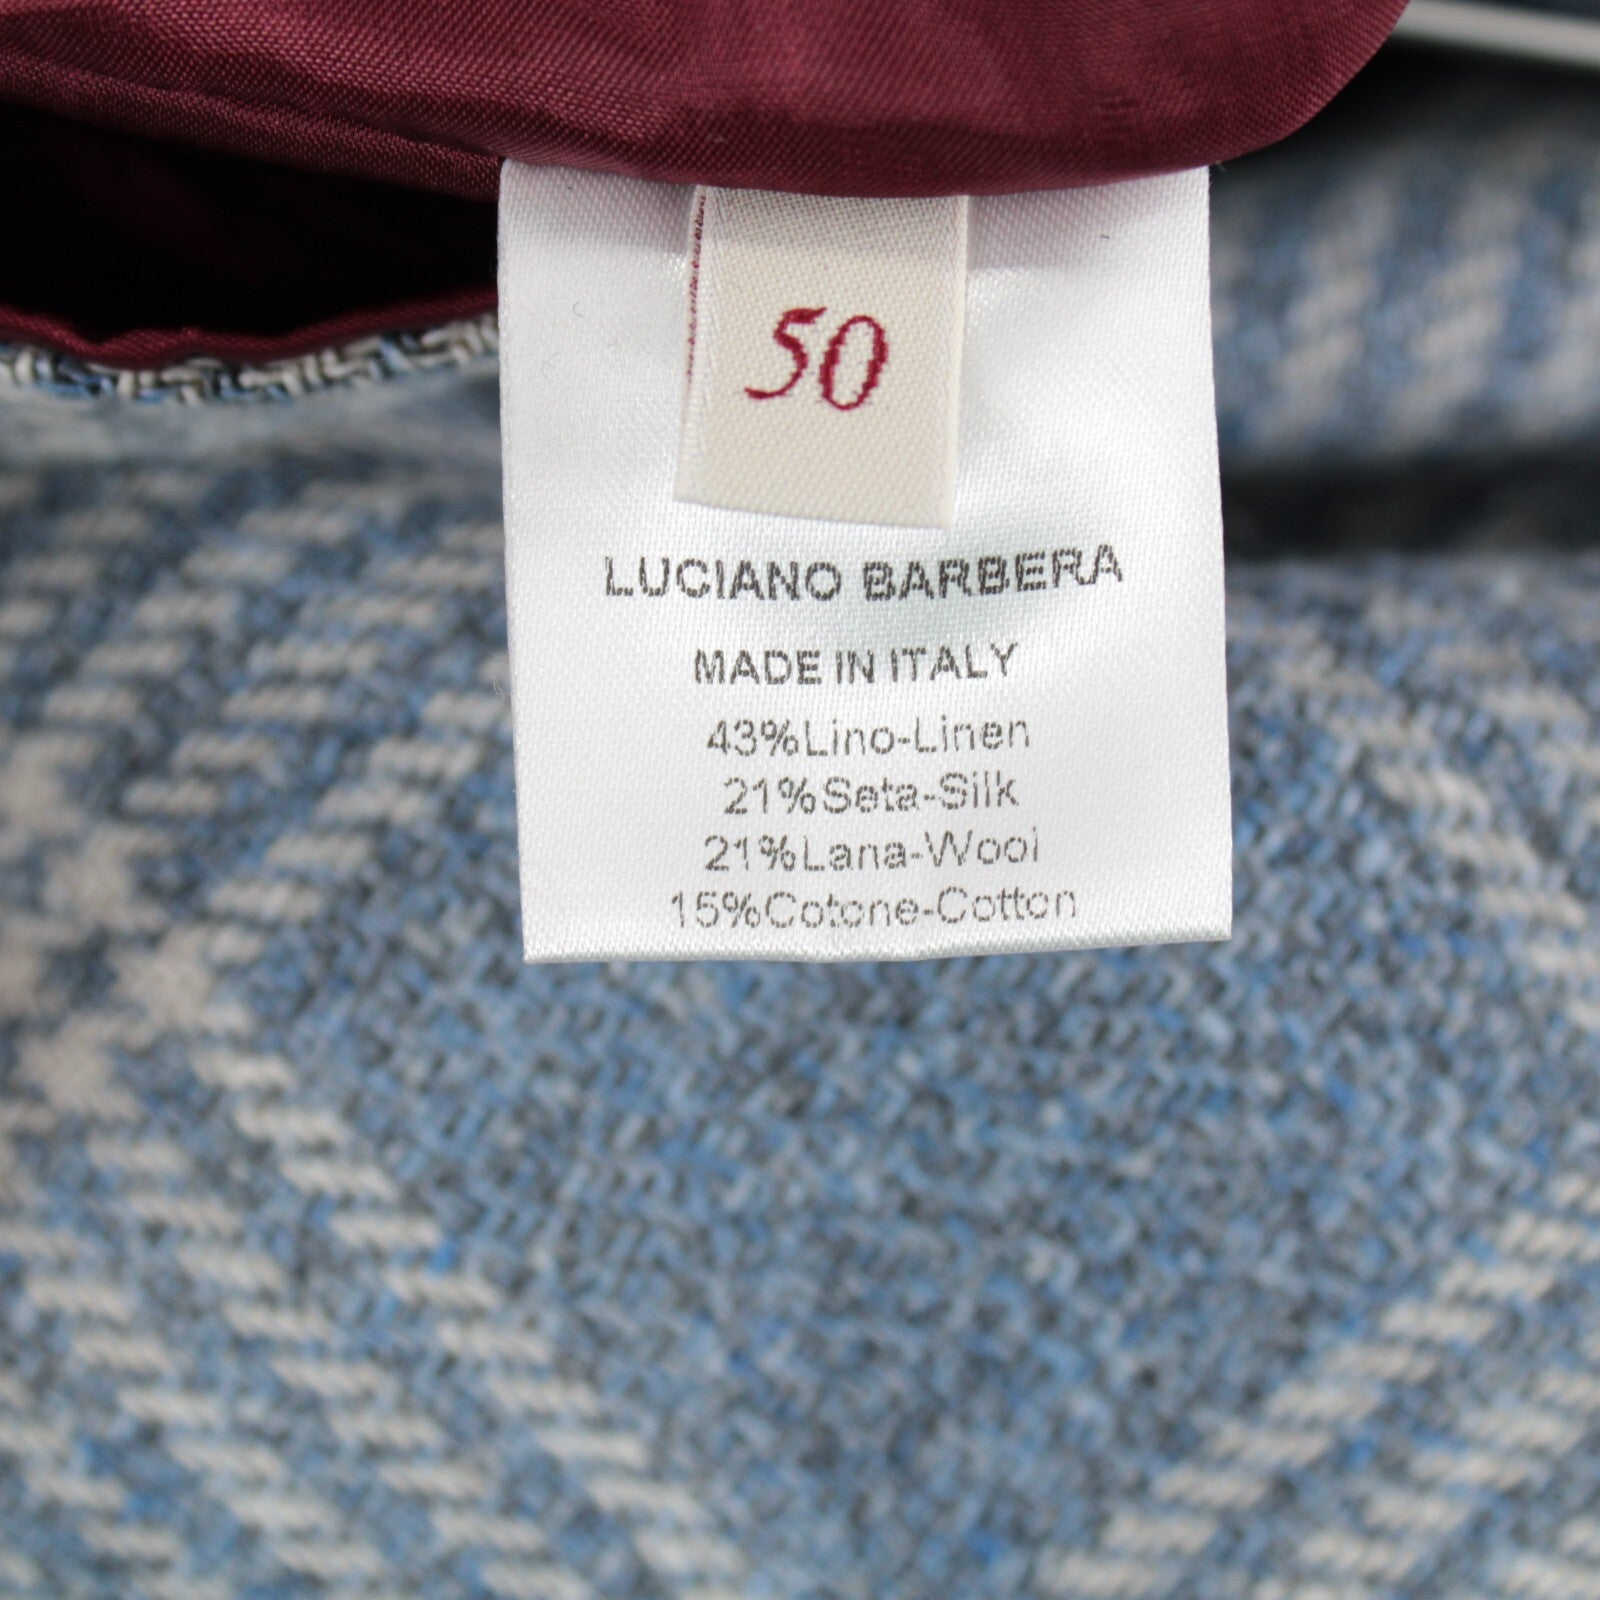 50
LUCIANO BARBERA
MADE IN ITALY
43%Lino-Linen
21%Seta-Silk
21%Lana-Wool
15%Cotone-Cotton